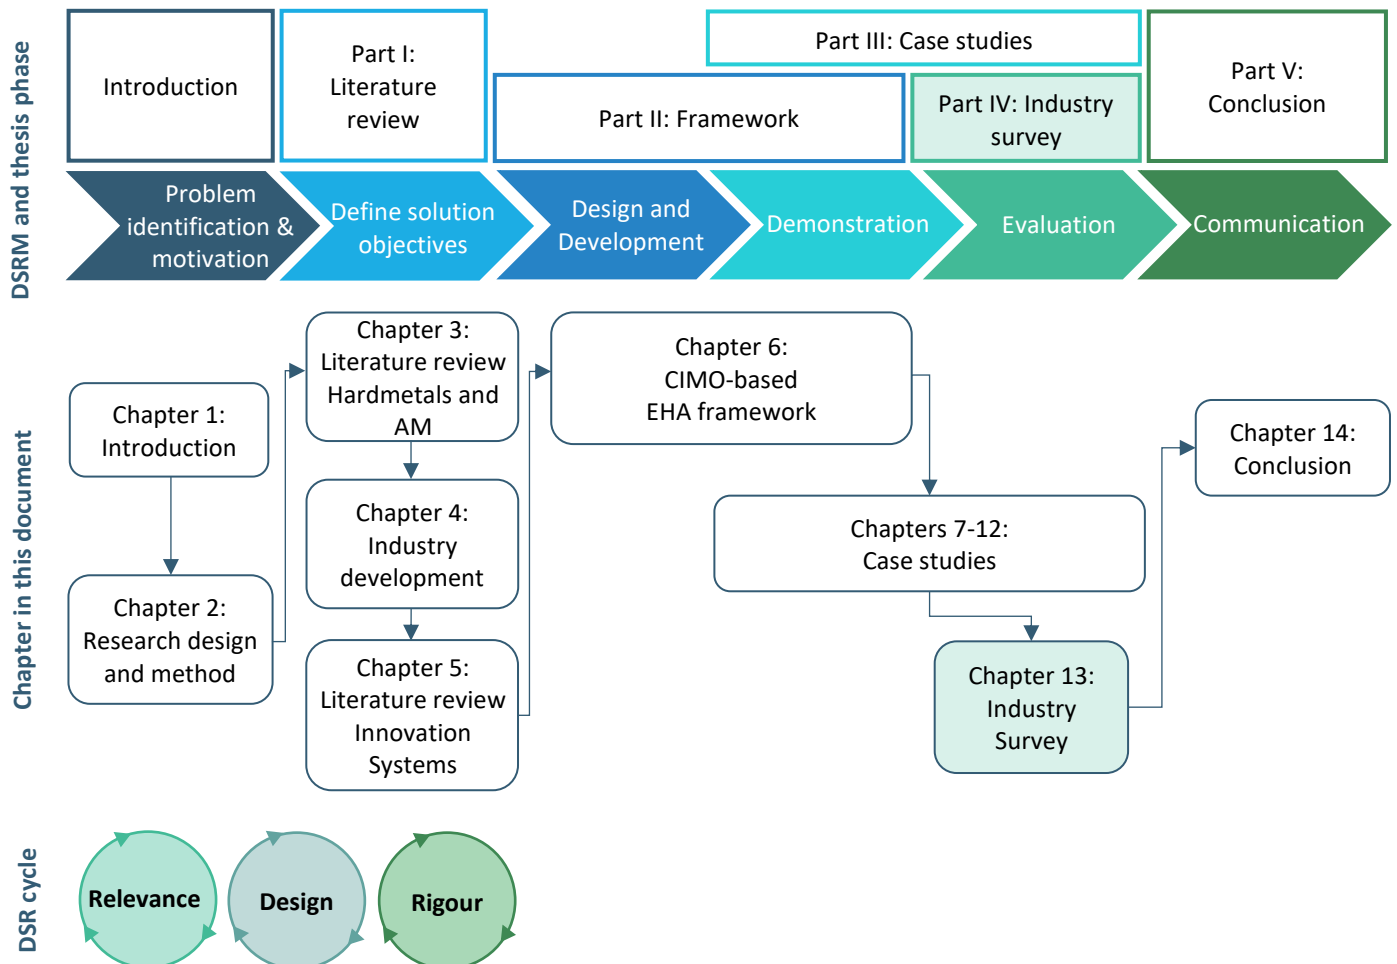 DSRM and thesis phase
Introduction
Part I:
Literature
review
Part II: Framework
Part III: Case studies
Part IV: Industry
survey
Part V:
Conclusion
Problem
identification &
motivation
Define solution
objectives
Design and
Development
Demonstration
Evaluation
Communication
Chapter in this document
Chapter 1:
Introduction
Chapter 2:
Research design
and method
Chapter 3:
Literature review
Hardmetals and
AM
Chapter 4:
Industry
development
Chapter 5:
Literature review
Innovation
Systems
Chapter 6:
CIMO-based
EHA framework
Chapters 7-12:
Case studies
Chapter 13:
Industry
Survey
Chapter 14:
Conclusion
DSR cycle
Relevance
Design
Rigour